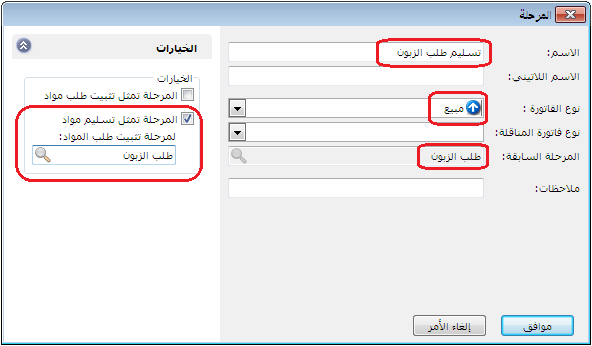 المرحلة
الاسم: تسليم طلب الزبون
الاسم اللاتيني:
نوع الفاتورة : مبيع
نوع فاتورة المناقلة:
المرحلة السابقة: طلب الزبون
ملاحظات:
الخيارات
الخيارات
المرحلة تمثل تثبيت طلب مواد
المرحلة تمثل تسليم مواد
لمرحلة تثبيت طلب المواد:
طلب الزبون
موافق
إلغاء الأمر